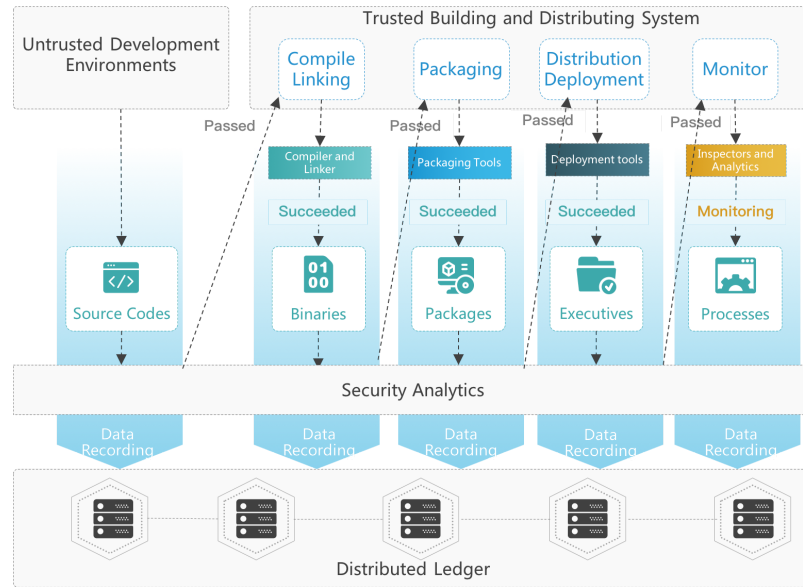 Trusted Building and Distributing System
Untrusted Development
Environments
Compile
Linking
Packaging
Distribution
Deployment
Monitor
Passed
Passed
Passed
Passed
Compiler and
Linker
Packaging Tools
Deployment tools
Inspectors and
Analytics
Succeeded
Succeeded
Succeeded
Monitoring
01
00
Source Codes
Binaries
Packages
Executives
Processes
Security Analytics
Data
Recording
Data
Recording
Data
Recording
Data
Recording
Data
Recording
Distributed Ledger